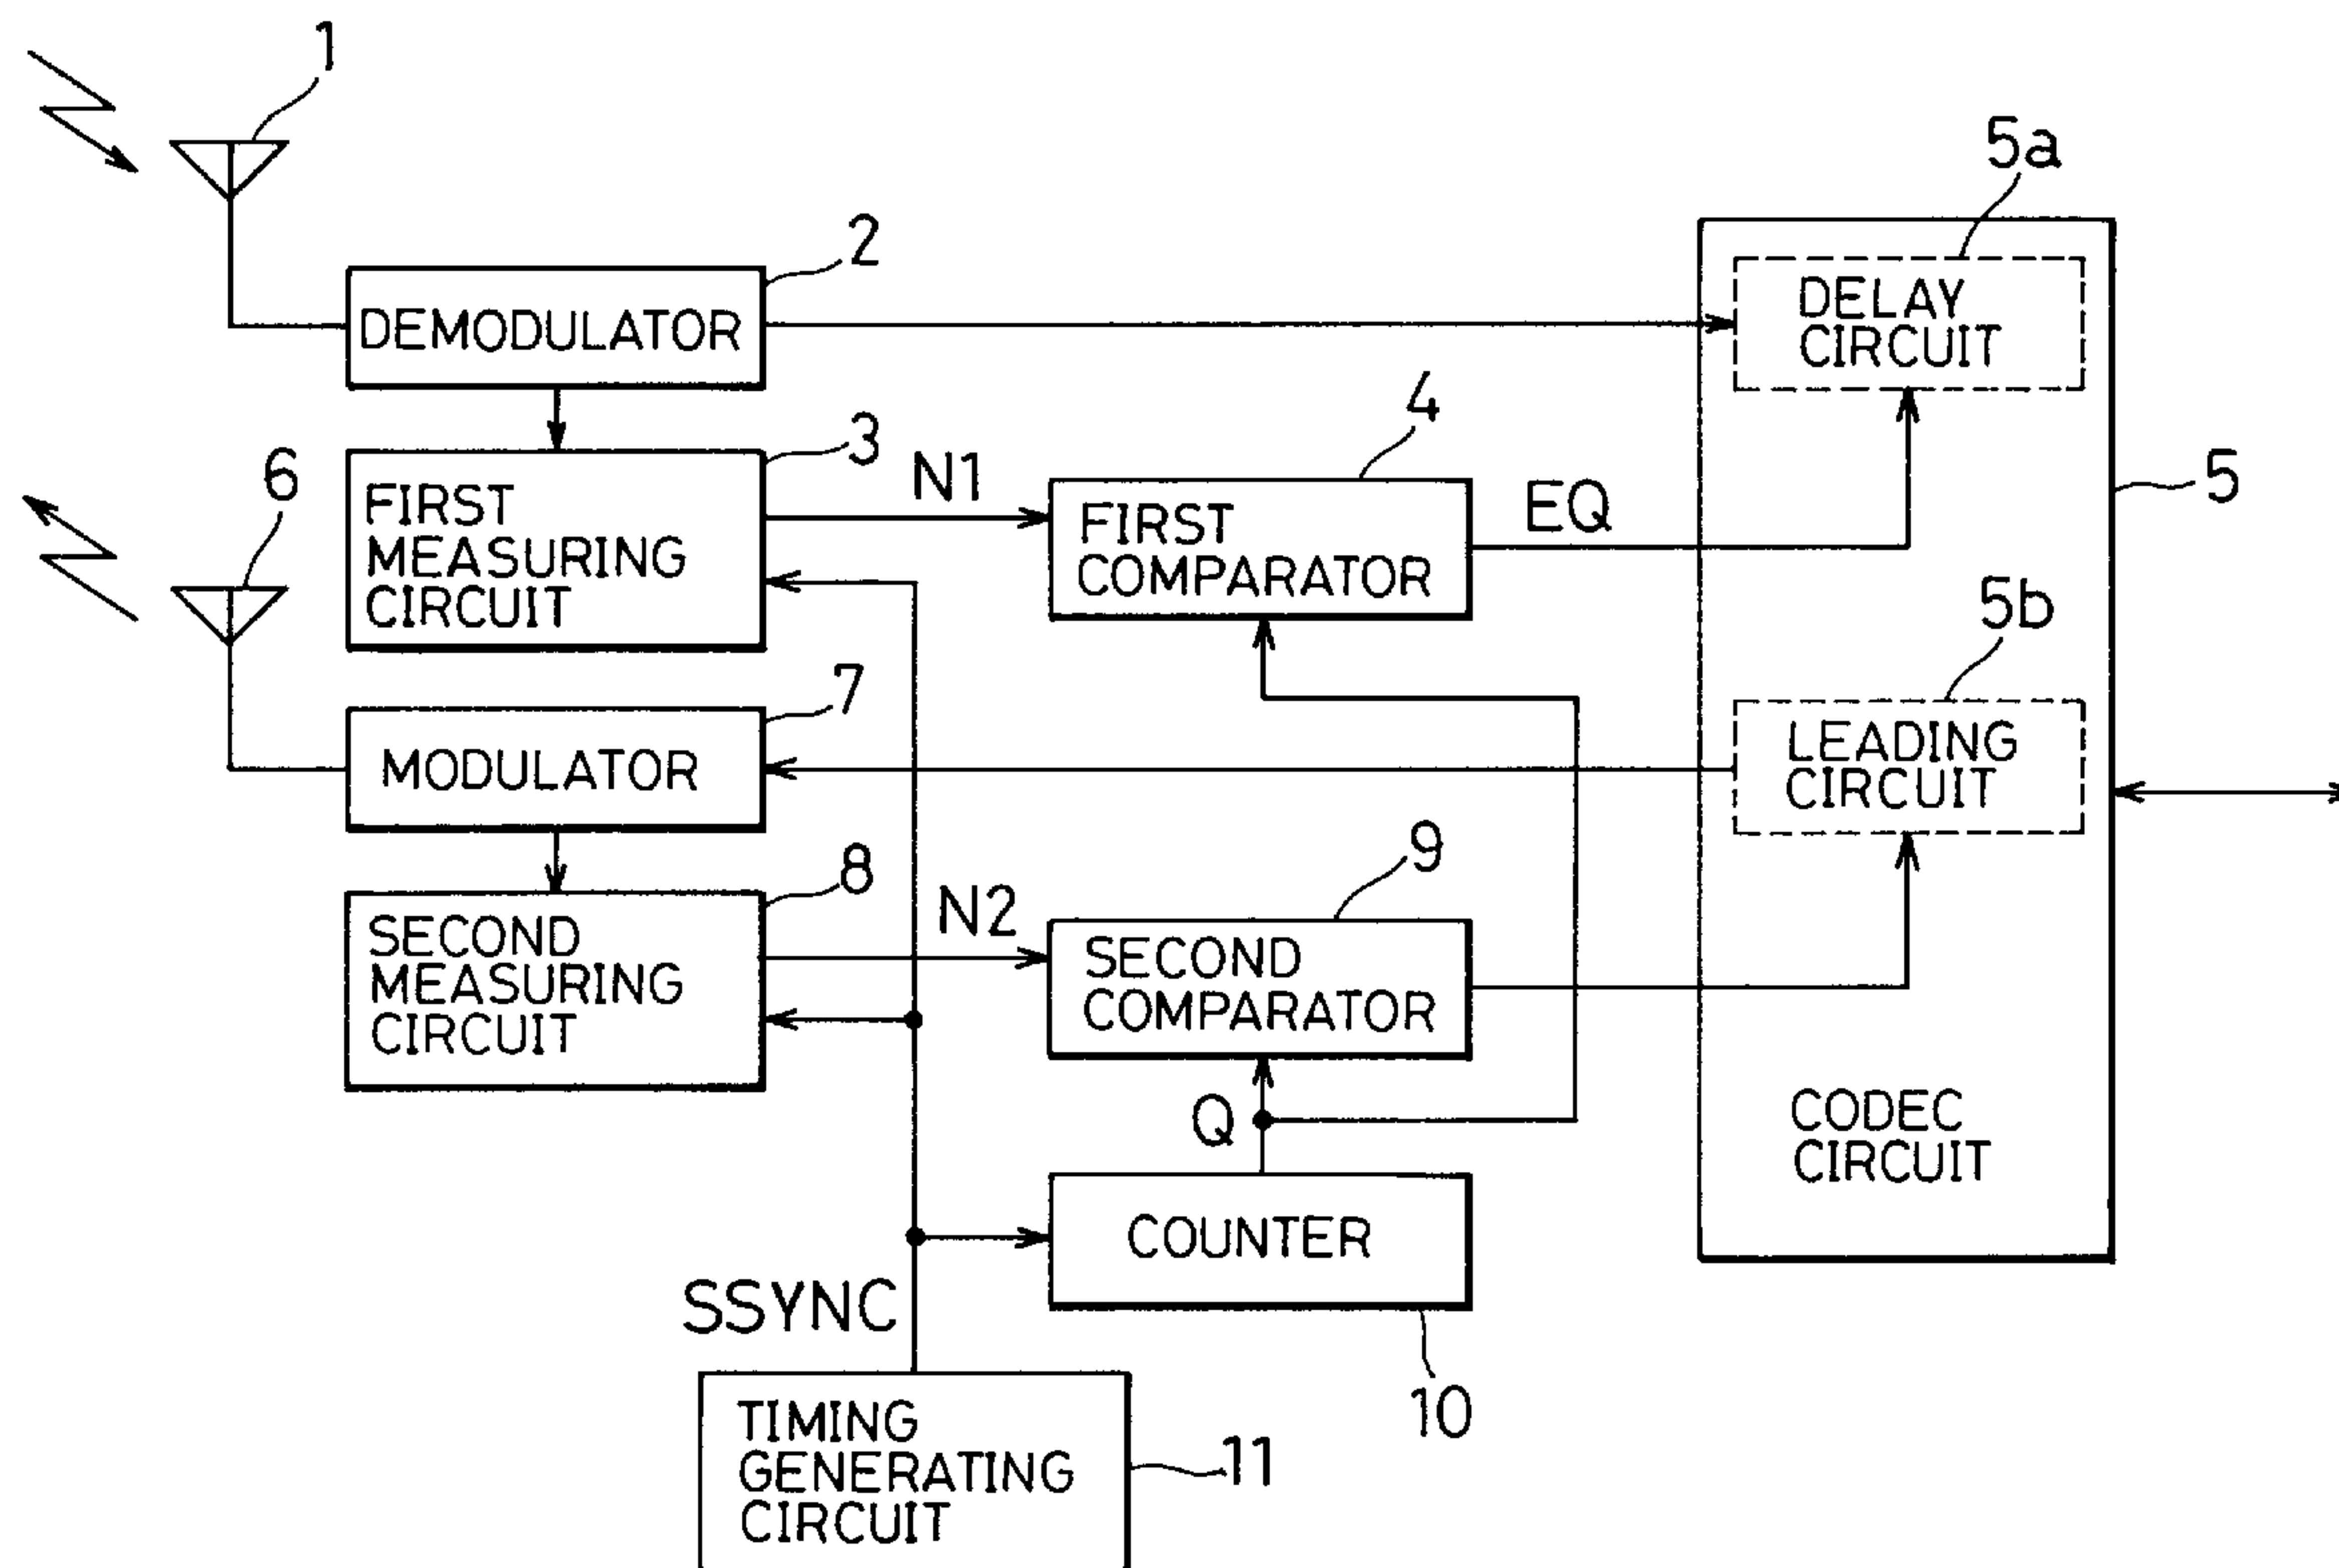 1
5a
2
DELAY
CIRCUIT
DEMODULATOR
4
3
6
N1
5
FIRST
MEASURING
CIRCUIT
FIRST
COMPARATOR
EQ
5b
7
LEADING
CIRCUIT
MODULATOR
9
8
N2
SECOND
MEASURING
CIRCUIT
SECOND
COMPARATOR
Q
CODEC
CIRCUIT
COUNTER
SSYNC
10
TIMING
GENERATING
CIRCUIT
11